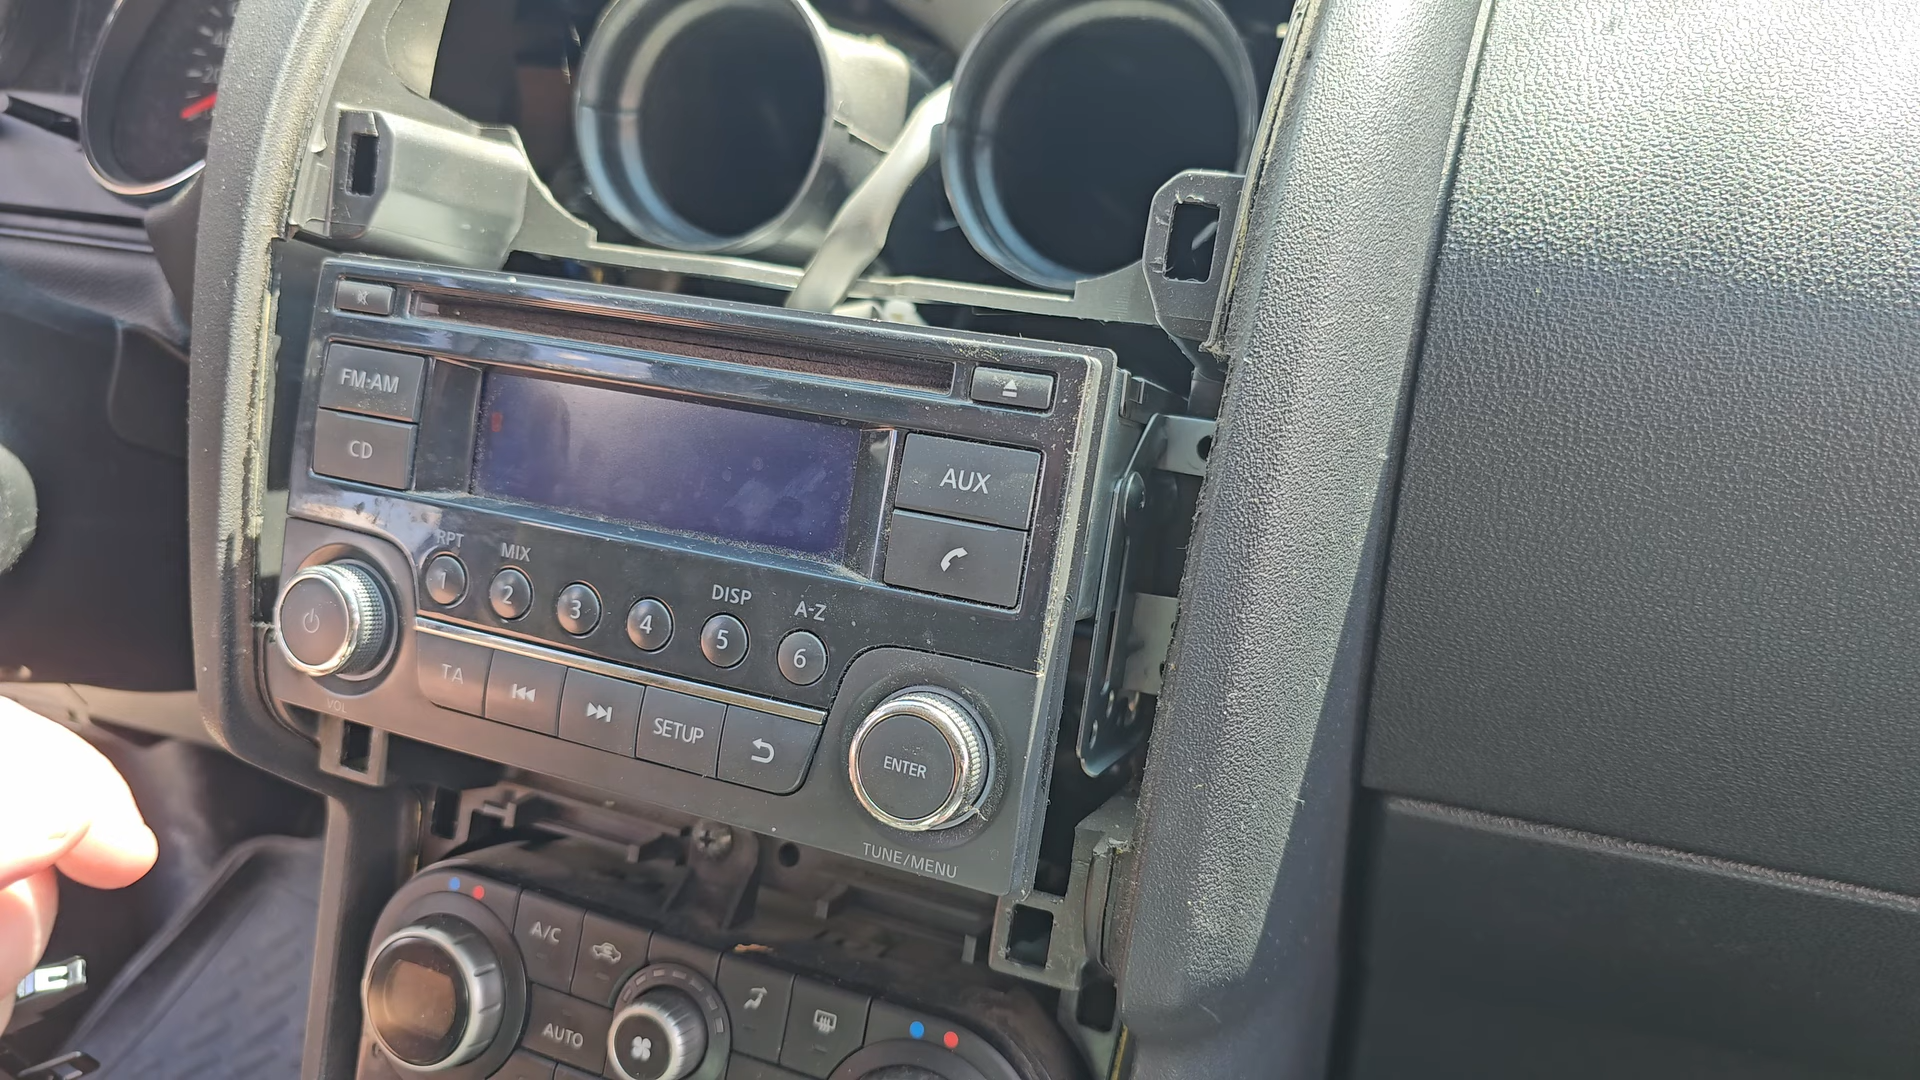 FM·AM
CD
AUX
RPT
MIX
DISP
A-Z
1
2
3
4
5
6
TA
SETUP
VOL
ENTER
TUNE/MENU
A/C
AUTO